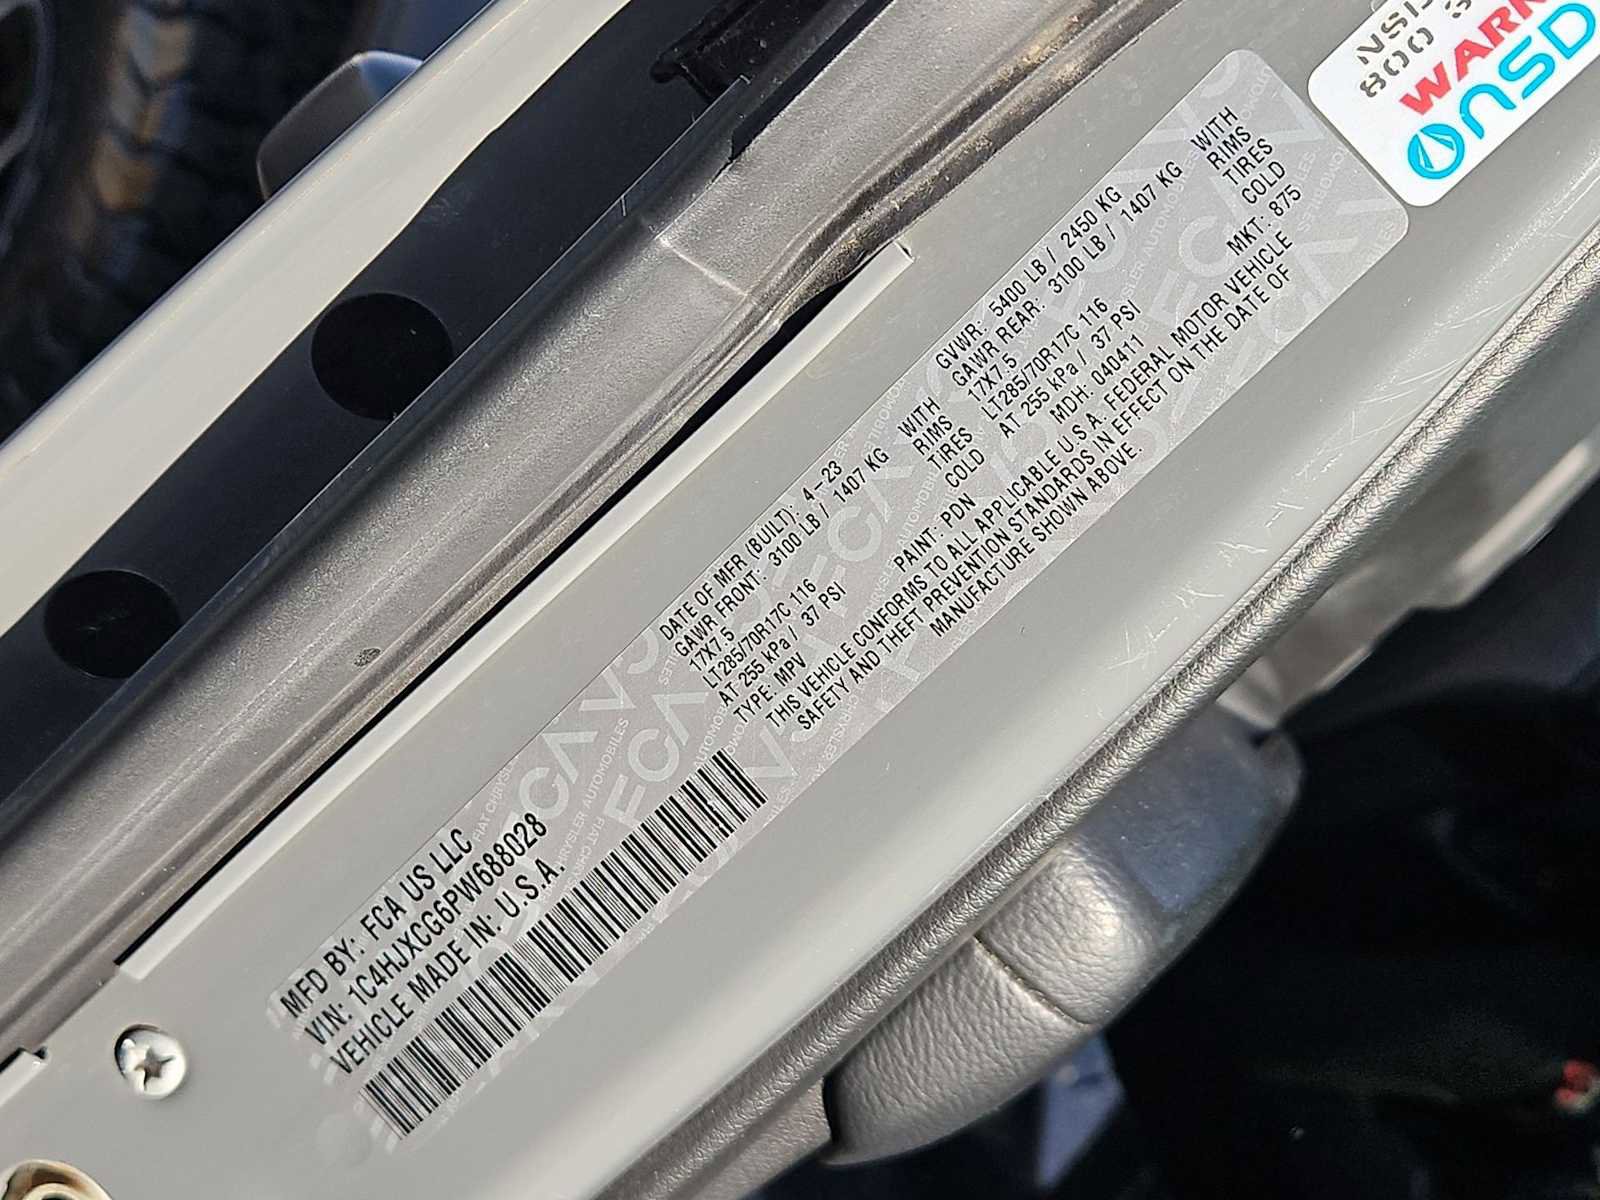 MFD BY: FCA US LLC
VIN: 1C4HJXCG6PW688028
VEHICLE MADE IN: U.S.A.
DATE OF MFR (BUILT): 4-23 GVWR: 5400 LB / 2450 KG
GAWR FRONT: 3100 LB / 1407 KG WITH GAWR REAR: 3100 LB / 1407 KG WITH
17X7.5 RIMS 17X7.5 RIMS
LT285/70R17C 116 TIRES LT285/70R17C 116 TIRES
AT 255 kPa / 37 PSI COLD AT 255 kPa / 37 PSI COLD
TYPE: MPV PAINT: PDN MDH: 040411 MKT: 875
THIS VEHICLE CONFORMS TO ALL APPLICABLE U.S.A. FEDERAL MOTOR VEHICLE
SAFETY AND THEFT PREVENTION STANDARDS IN EFFECT ON THE DATE OF
MANUFACTURE SHOWN ABOVE.
800
NSD